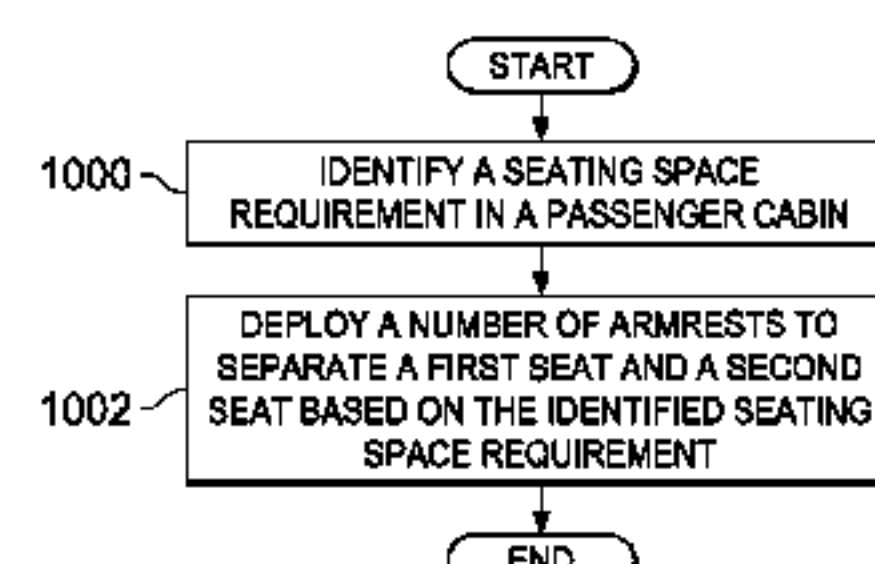 START
1000
IDENTIFY A SEATING SPACE
REQUIREMENT IN A PASSENGER CABIN
1002
DEPLOY A NUMBER OF ARMRESTS TO
SEPARATE A FIRST SEAT AND A SECOND
SEAT BASED ON THE IDENTIFIED SEATING
SPACE REQUIREMENT
END